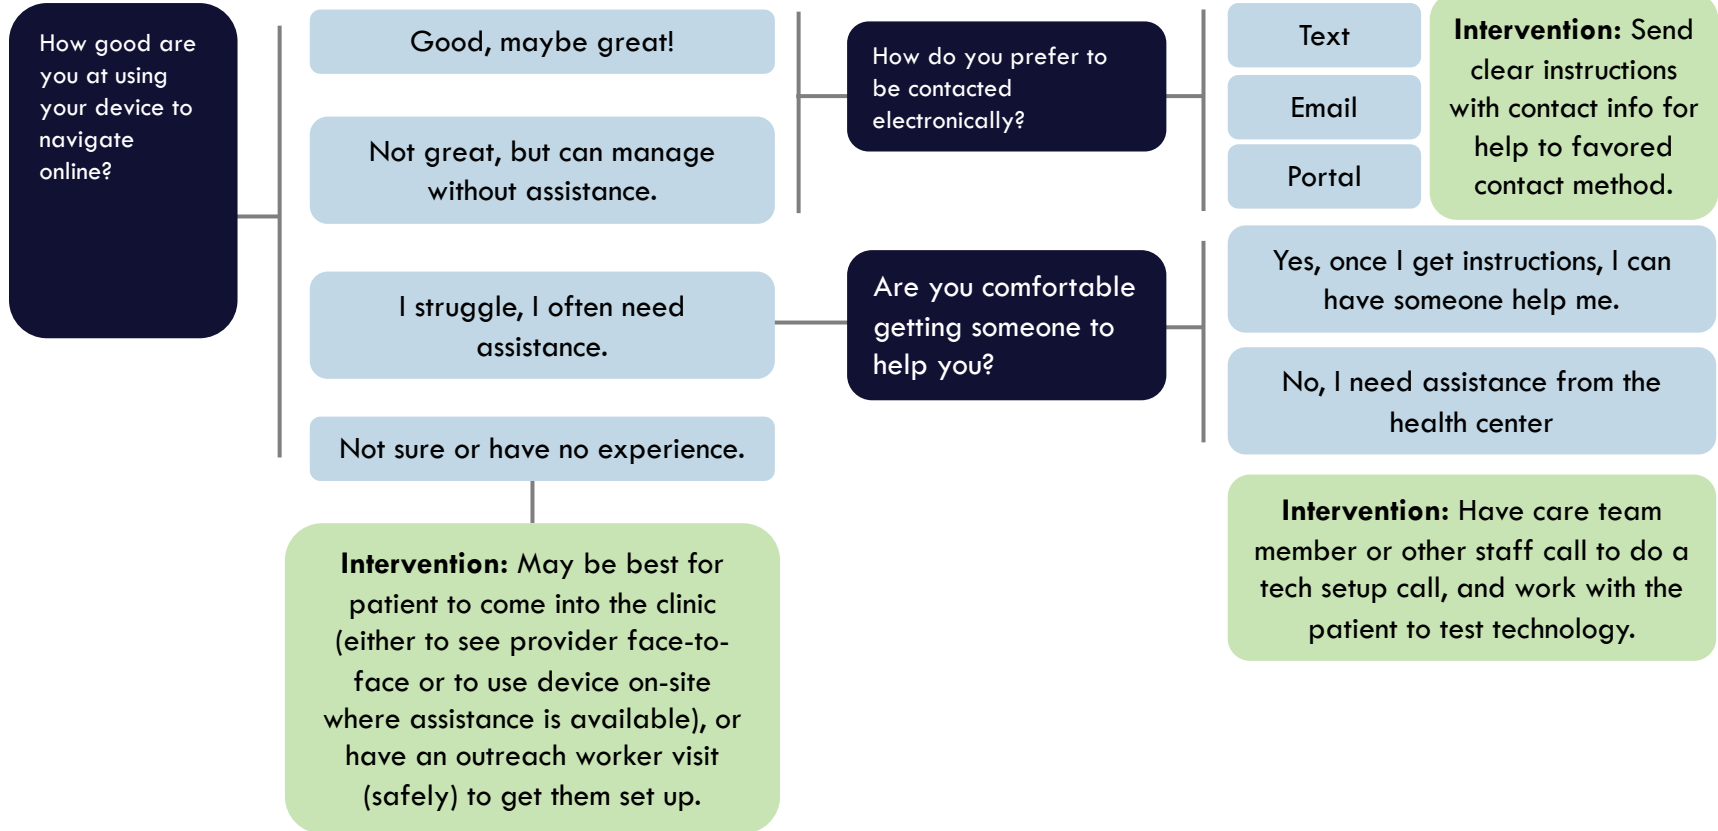 How good are
you at using
your device to
navigate
online?
Good, maybe great!
Not great, but can manage
without assistance.
I struggle, I often need
assistance.
Not sure or have no experience.
Intervention: May be best for
patient to come into the clinic
(either to see provider face-to-
face or to use device on-site
where assistance is available), or
have an outreach worker visit
(safely) to get them set up.
How do you prefer to
be contacted
electronically?
Text
Email
Portal
Intervention: Send
clear instructions
with contact info for
help to favored
contact method.
Are you comfortable
getting someone to
help you?
Yes, once I get instructions, I can
have someone help me.
No, I need assistance from the
health center
Intervention: Have care team
member or other staff call to do a
tech setup call, and work with the
patient to test technology.